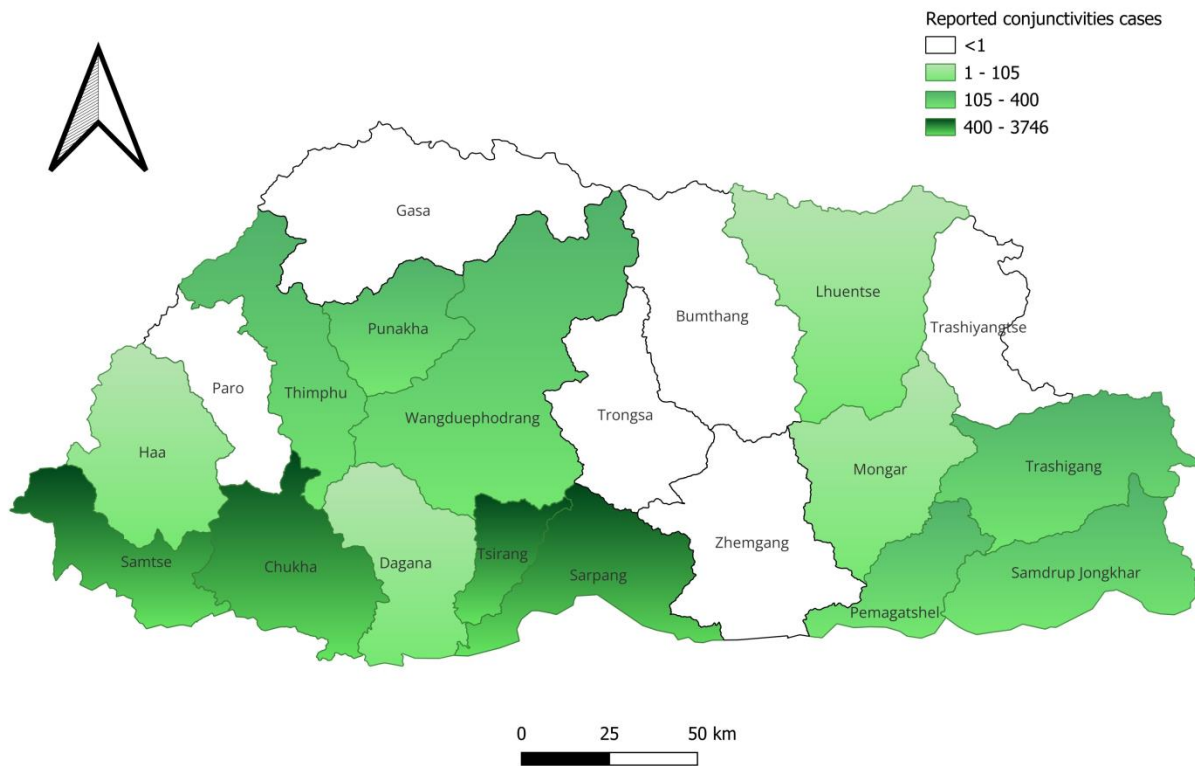 Reported conjunctivities cases
<1
1 - 105
105 - 400
400 - 3746
Gasa
Lhuentse
Bumthang
Trashiyangtse
Punakha
Paro
Thimphu
Wangduephodrang
Trongsa
Haa
Mongar
Trashigang
Zhemgang
Samtse
Chukha
Dagana
Tsirang
Sarpang
Samdrup Jongkhar
Pemagatshel
0 25 50 km